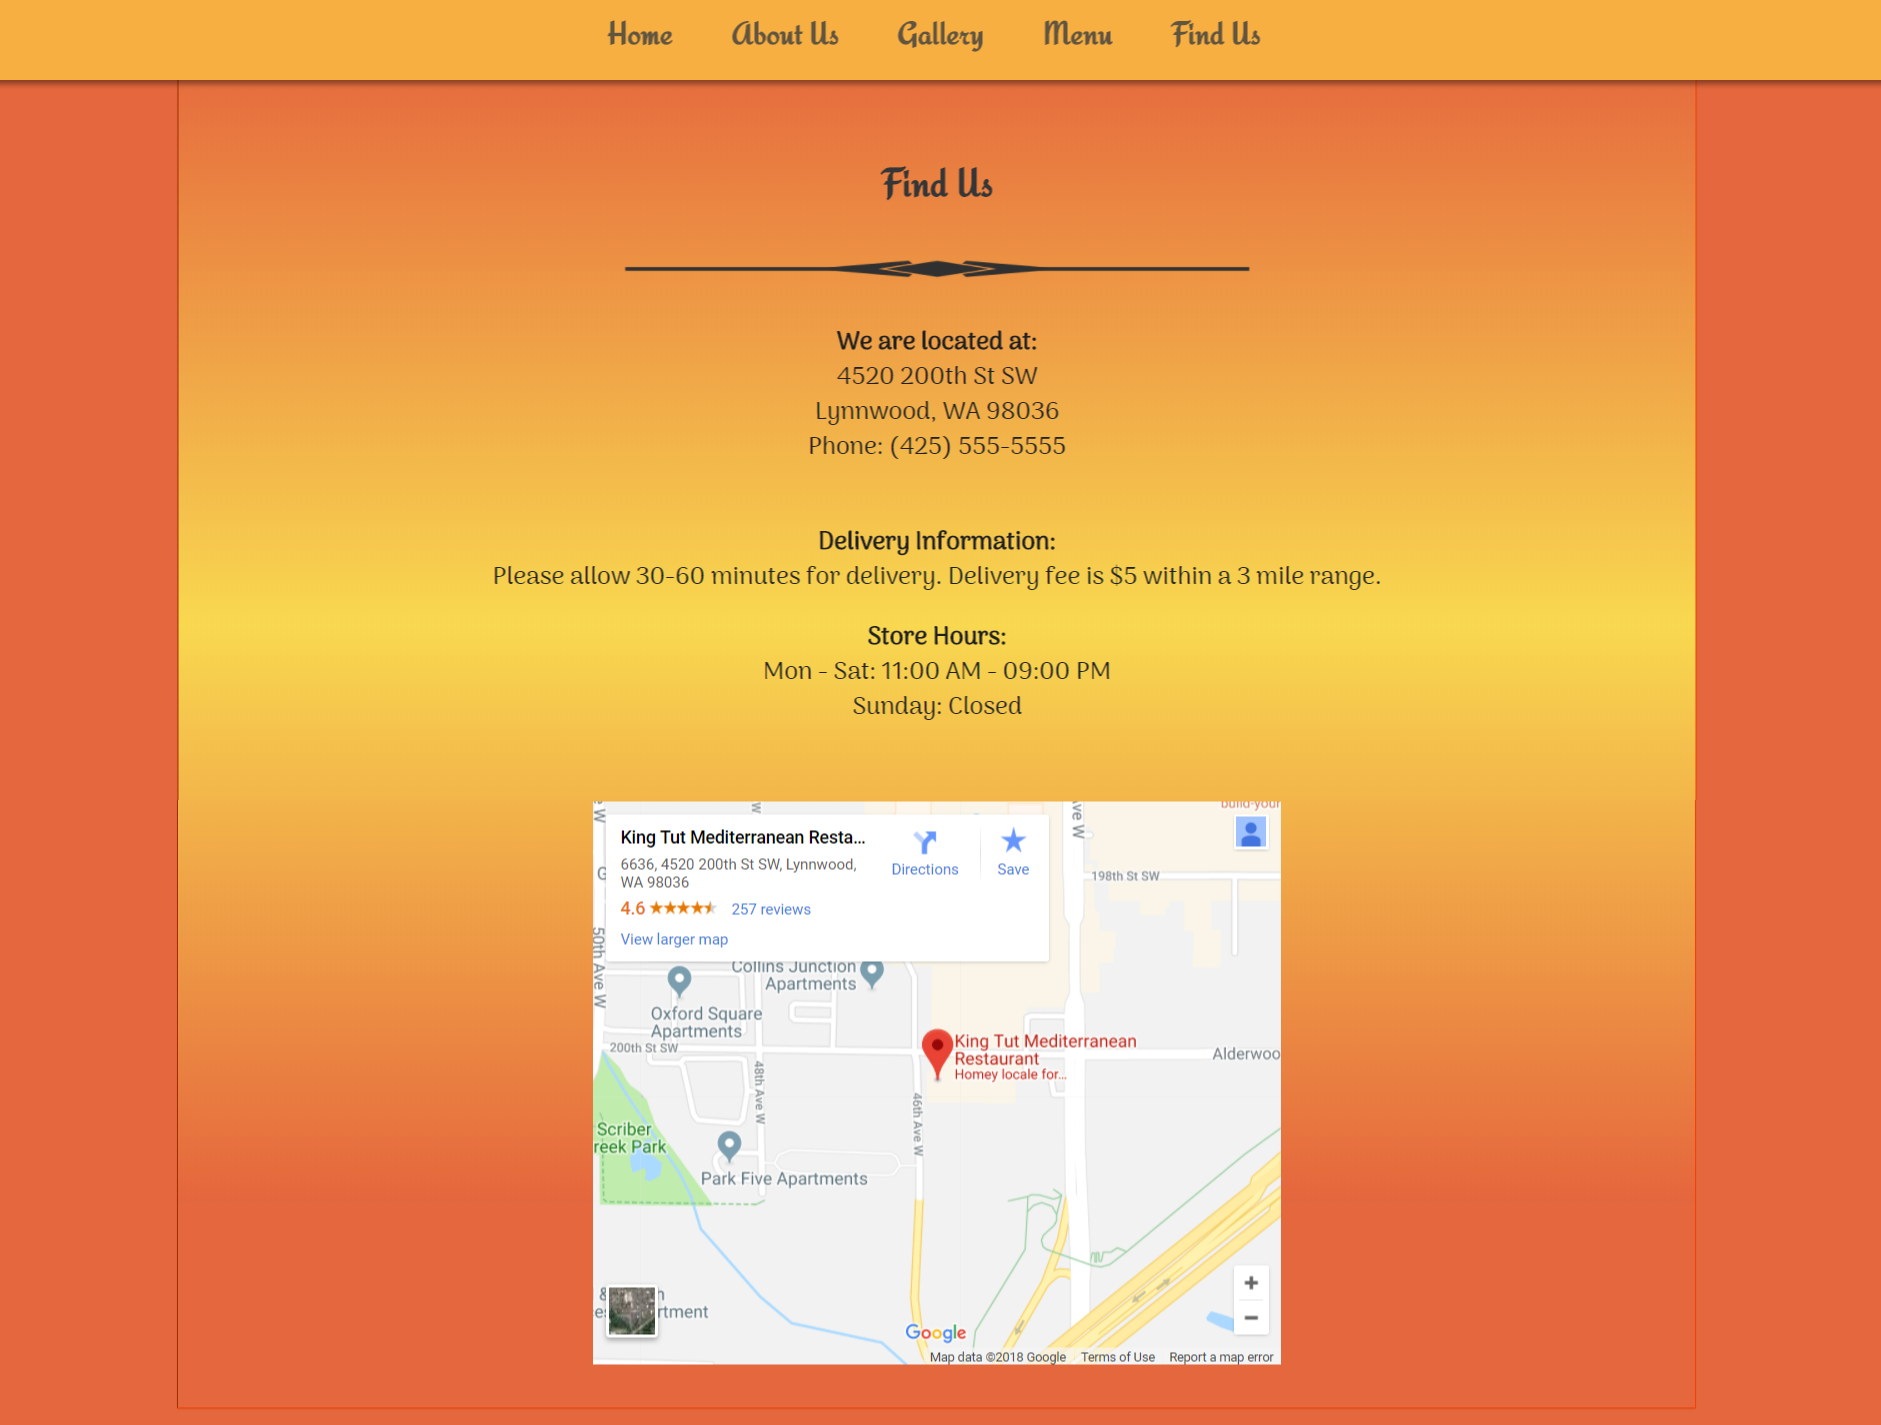 Home About Us Gallery Menu Find Us
Find Us
We are located at:
4520 200th St SW
Lynnwood, WA 98036
Phone: (425) 555-5555
Delivery Information:
Please allow 30-60 minutes for delivery. Delivery fee is $5 within a 3 mile range.
Store Hours:
Mon - Sat: 11:00 AM - 09:00 PM
Sunday: Closed
build-your
King Tut Mediterranean Resta...
6636, 4520 200th St SW, Lynnwood,
WA 98036
4.6 257 reviews
View larger map
Directions
Save
Ave W
198th St SW
50th Ave W
Collins Junction
Apartments
Oxford Square
Apartments
200th St SW
King Tut Mediterranean
Restaurant
Homey locale for...
Alderwoo
48th Ave W
46th Ave W
Scriber
reek Park
Park Five Apartments
rtment
Google
Map data ©2018 Google Terms of Use Report a map error